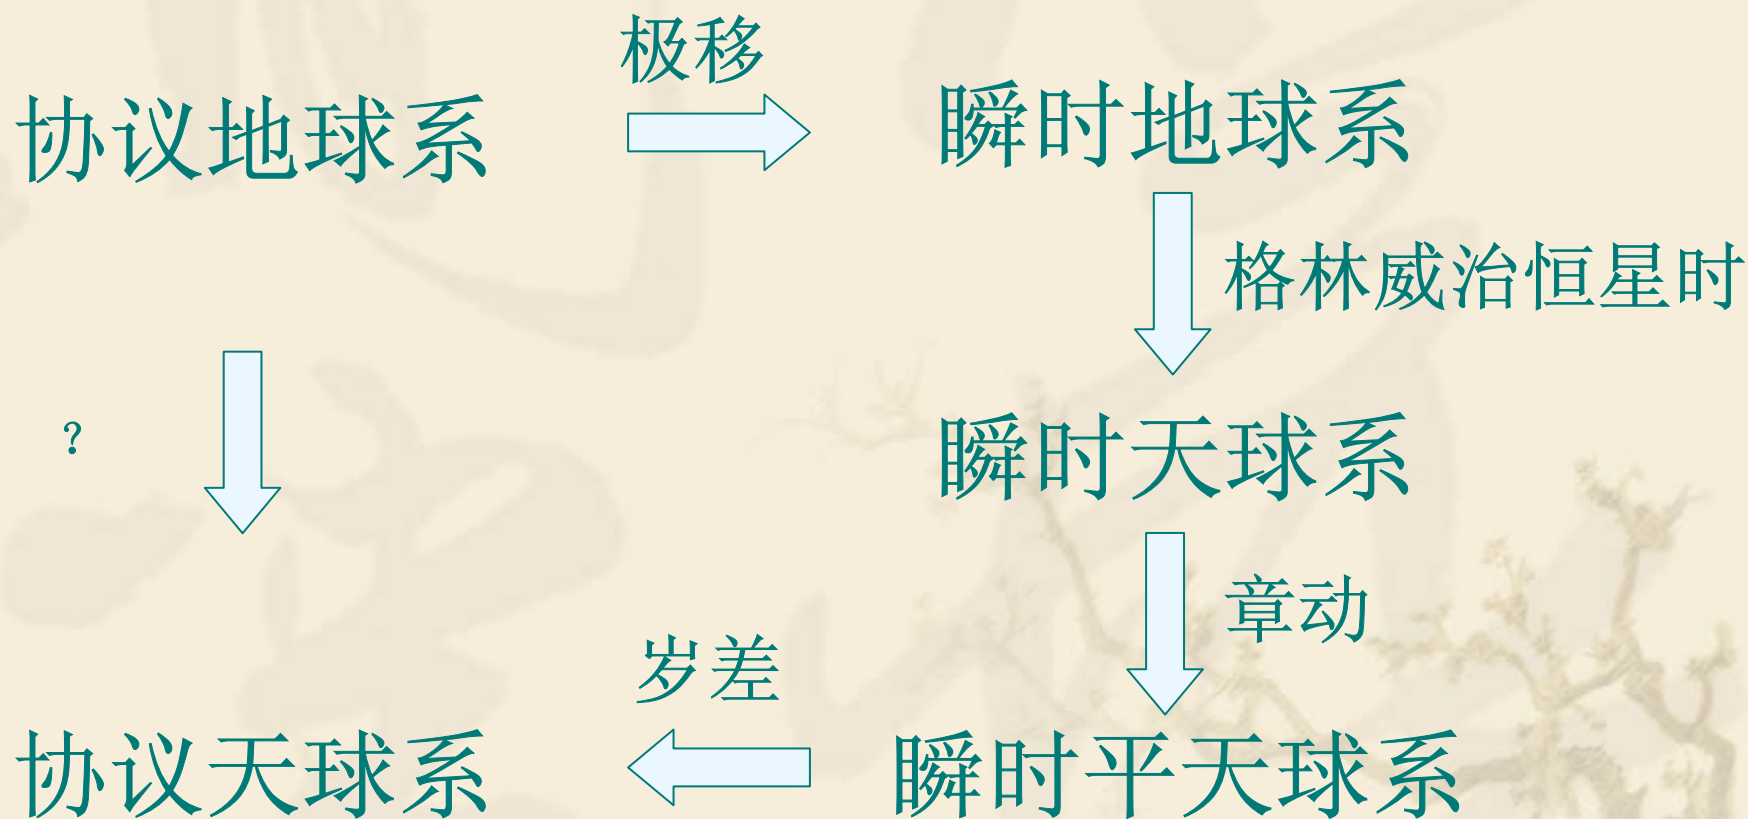 极移
协议地球系
瞬时地球系
格林威治恒星时
?
瞬时天球系
章动
岁差
协议天球系
瞬时平天球系